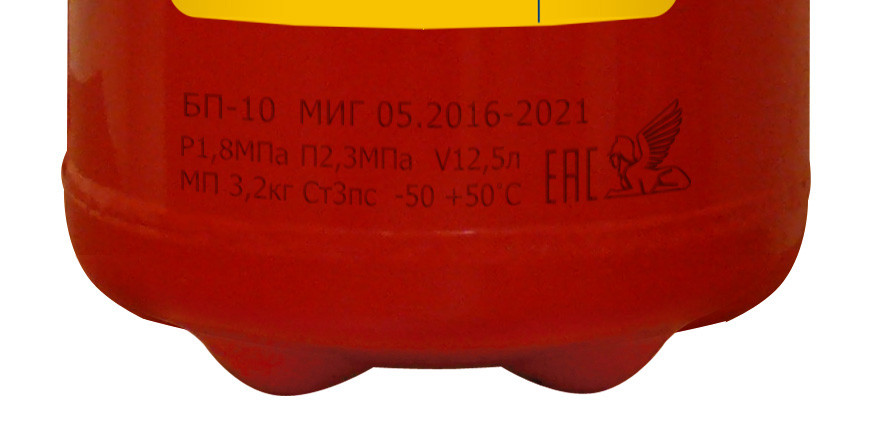 БП-10 МИГ 05.2016-2021
Р1,8МПа П2,3МПа V12,5л
МП 3,2кг Ст3пс -50 +50°С
ЕАС